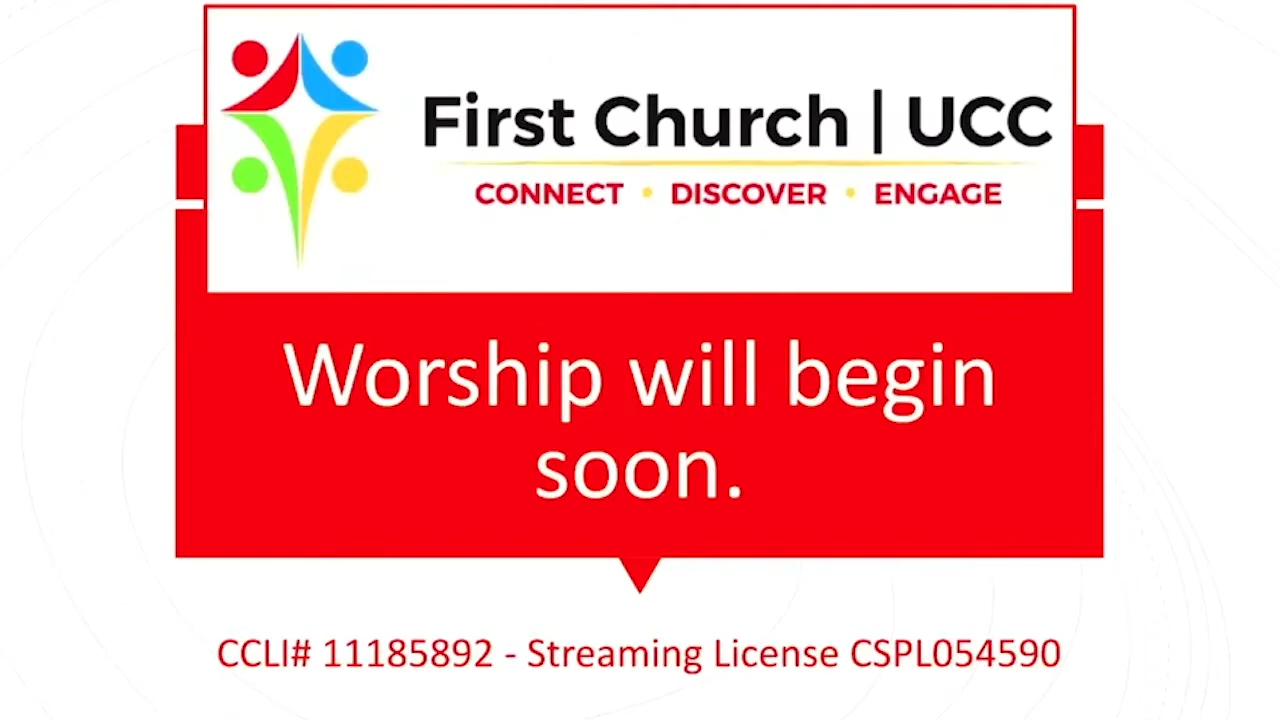 First Church | UCC
CONNECT • DISCOVER • ENGAGE
Worship will begin
soon.
CCLI# 11185892 - Streaming License CSPL054590